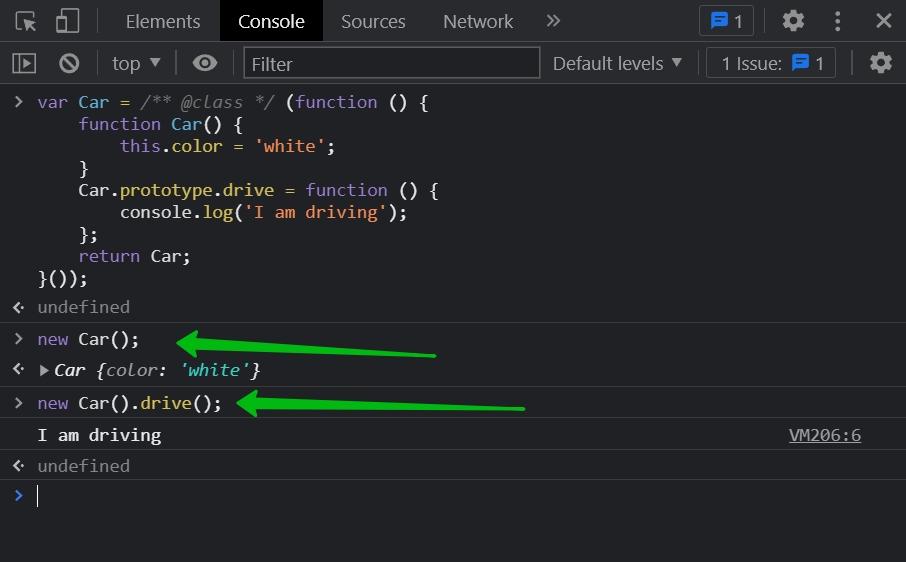 Elements Console Sources Network 1
top Filter Default levels 1 Issue: 1
var Car = /** @class */ (function () {
    function Car() {
        this.color = 'white';
    }
    Car.prototype.drive = function () {
        console.log('I am driving');
    };
    return Car;
}());
undefined
new Car();
Car {color: 'white'}
new Car().drive();
I am driving VM206:6
undefined